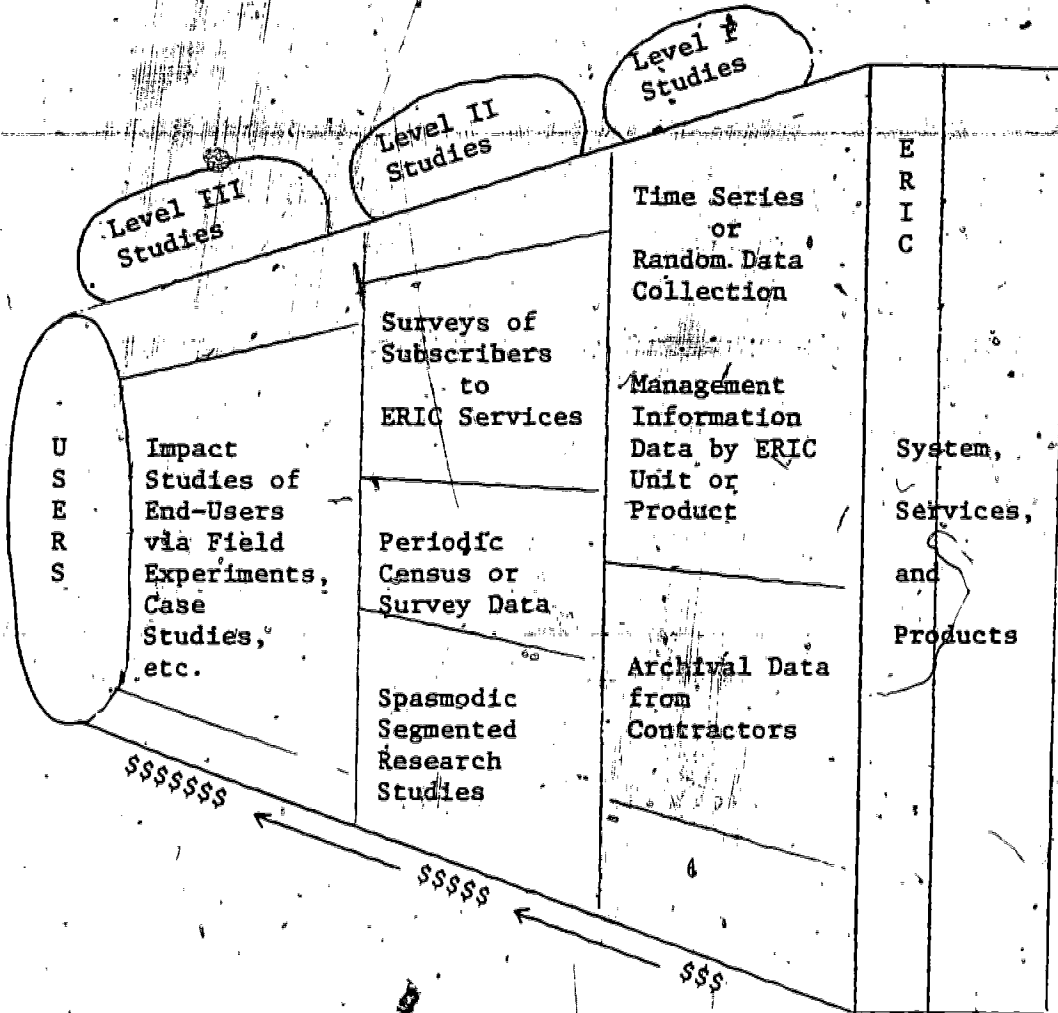 Level I
Studies
Level II
Studies
Level III
Studies
E
R
I
C
System,
Services,
and
Products
Time Series
or
Random Data
Collection
Management
Information
Data by ERIC
Unit or
Product
Archival Data
from
Contractors
Surveys of
Subscribers
to
ERIC Services
Periodic
Census or
Survey Data
Spasmodic
Segmented
Research
Studies
U
S
E
R
S
Impact
Studies of
End-Users
via Field
Experiments,
Case
Studies,
etc.
$$$$$$$
$$$$$
$$$